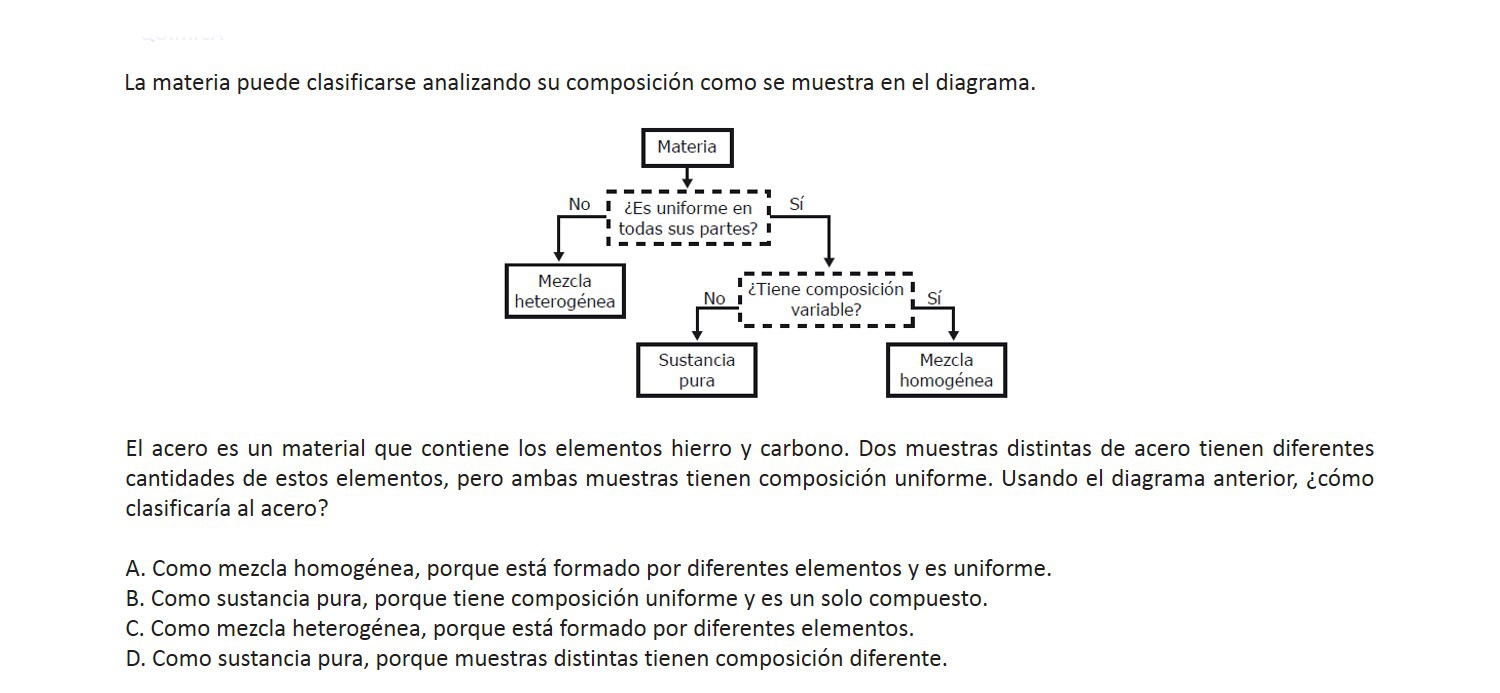 La materia puede clasificarse analizando su composición como se muestra en el diagrama.
Materia
No
¿Es uniforme en
todas sus partes?
Sí
Mezcla
heterogénea
No
¿Tiene composición
variable?
Sí
Sustancia
pura
Mezcla
homogénea
El acero es un material que contiene los elementos hierro y carbono. Dos muestras distintas de acero tienen diferentes
cantidades de estos elementos, pero ambas muestras tienen composición uniforme. Usando el diagrama anterior, ¿cómo
clasificaría al acero?
A. Como mezcla homogénea, porque está formado por diferentes elementos y es uniforme.
B. Como sustancia pura, porque tiene composición uniforme y es un solo compuesto.
C. Como mezcla heterogénea, porque está formado por diferentes elementos.
D. Como sustancia pura, porque muestras distintas tienen composición diferente.